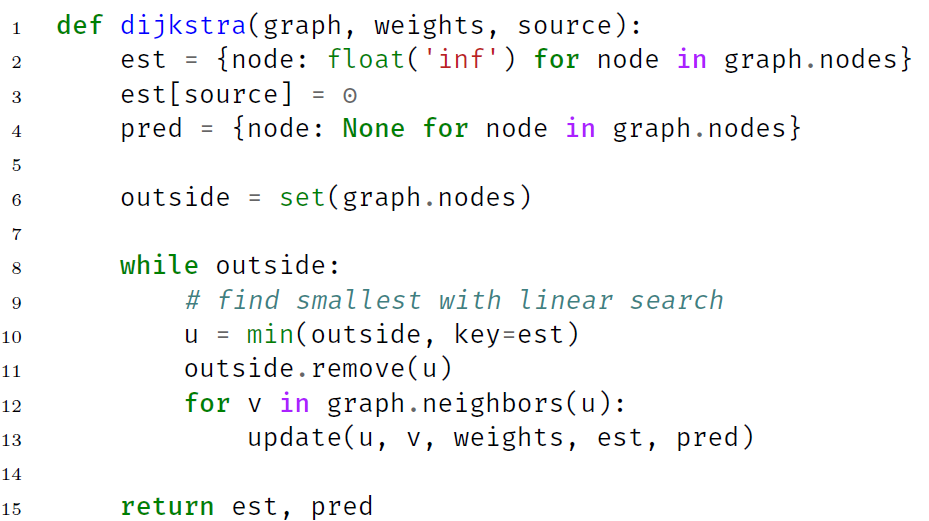 1 def dijkstra(graph, weights, source):
2     est = {node: float('inf') for node in graph.nodes}
3     est[source] = 0
4     pred = {node: None for node in graph.nodes}
5
6     outside = set(graph.nodes)
7
8     while outside:
9         # find smallest with linear search
10         u = min(outside, key=est)
11         outside.remove(u)
12         for v in graph.neighbors(u):
13             update(u, v, weights, est, pred)
14
15     return est, pred